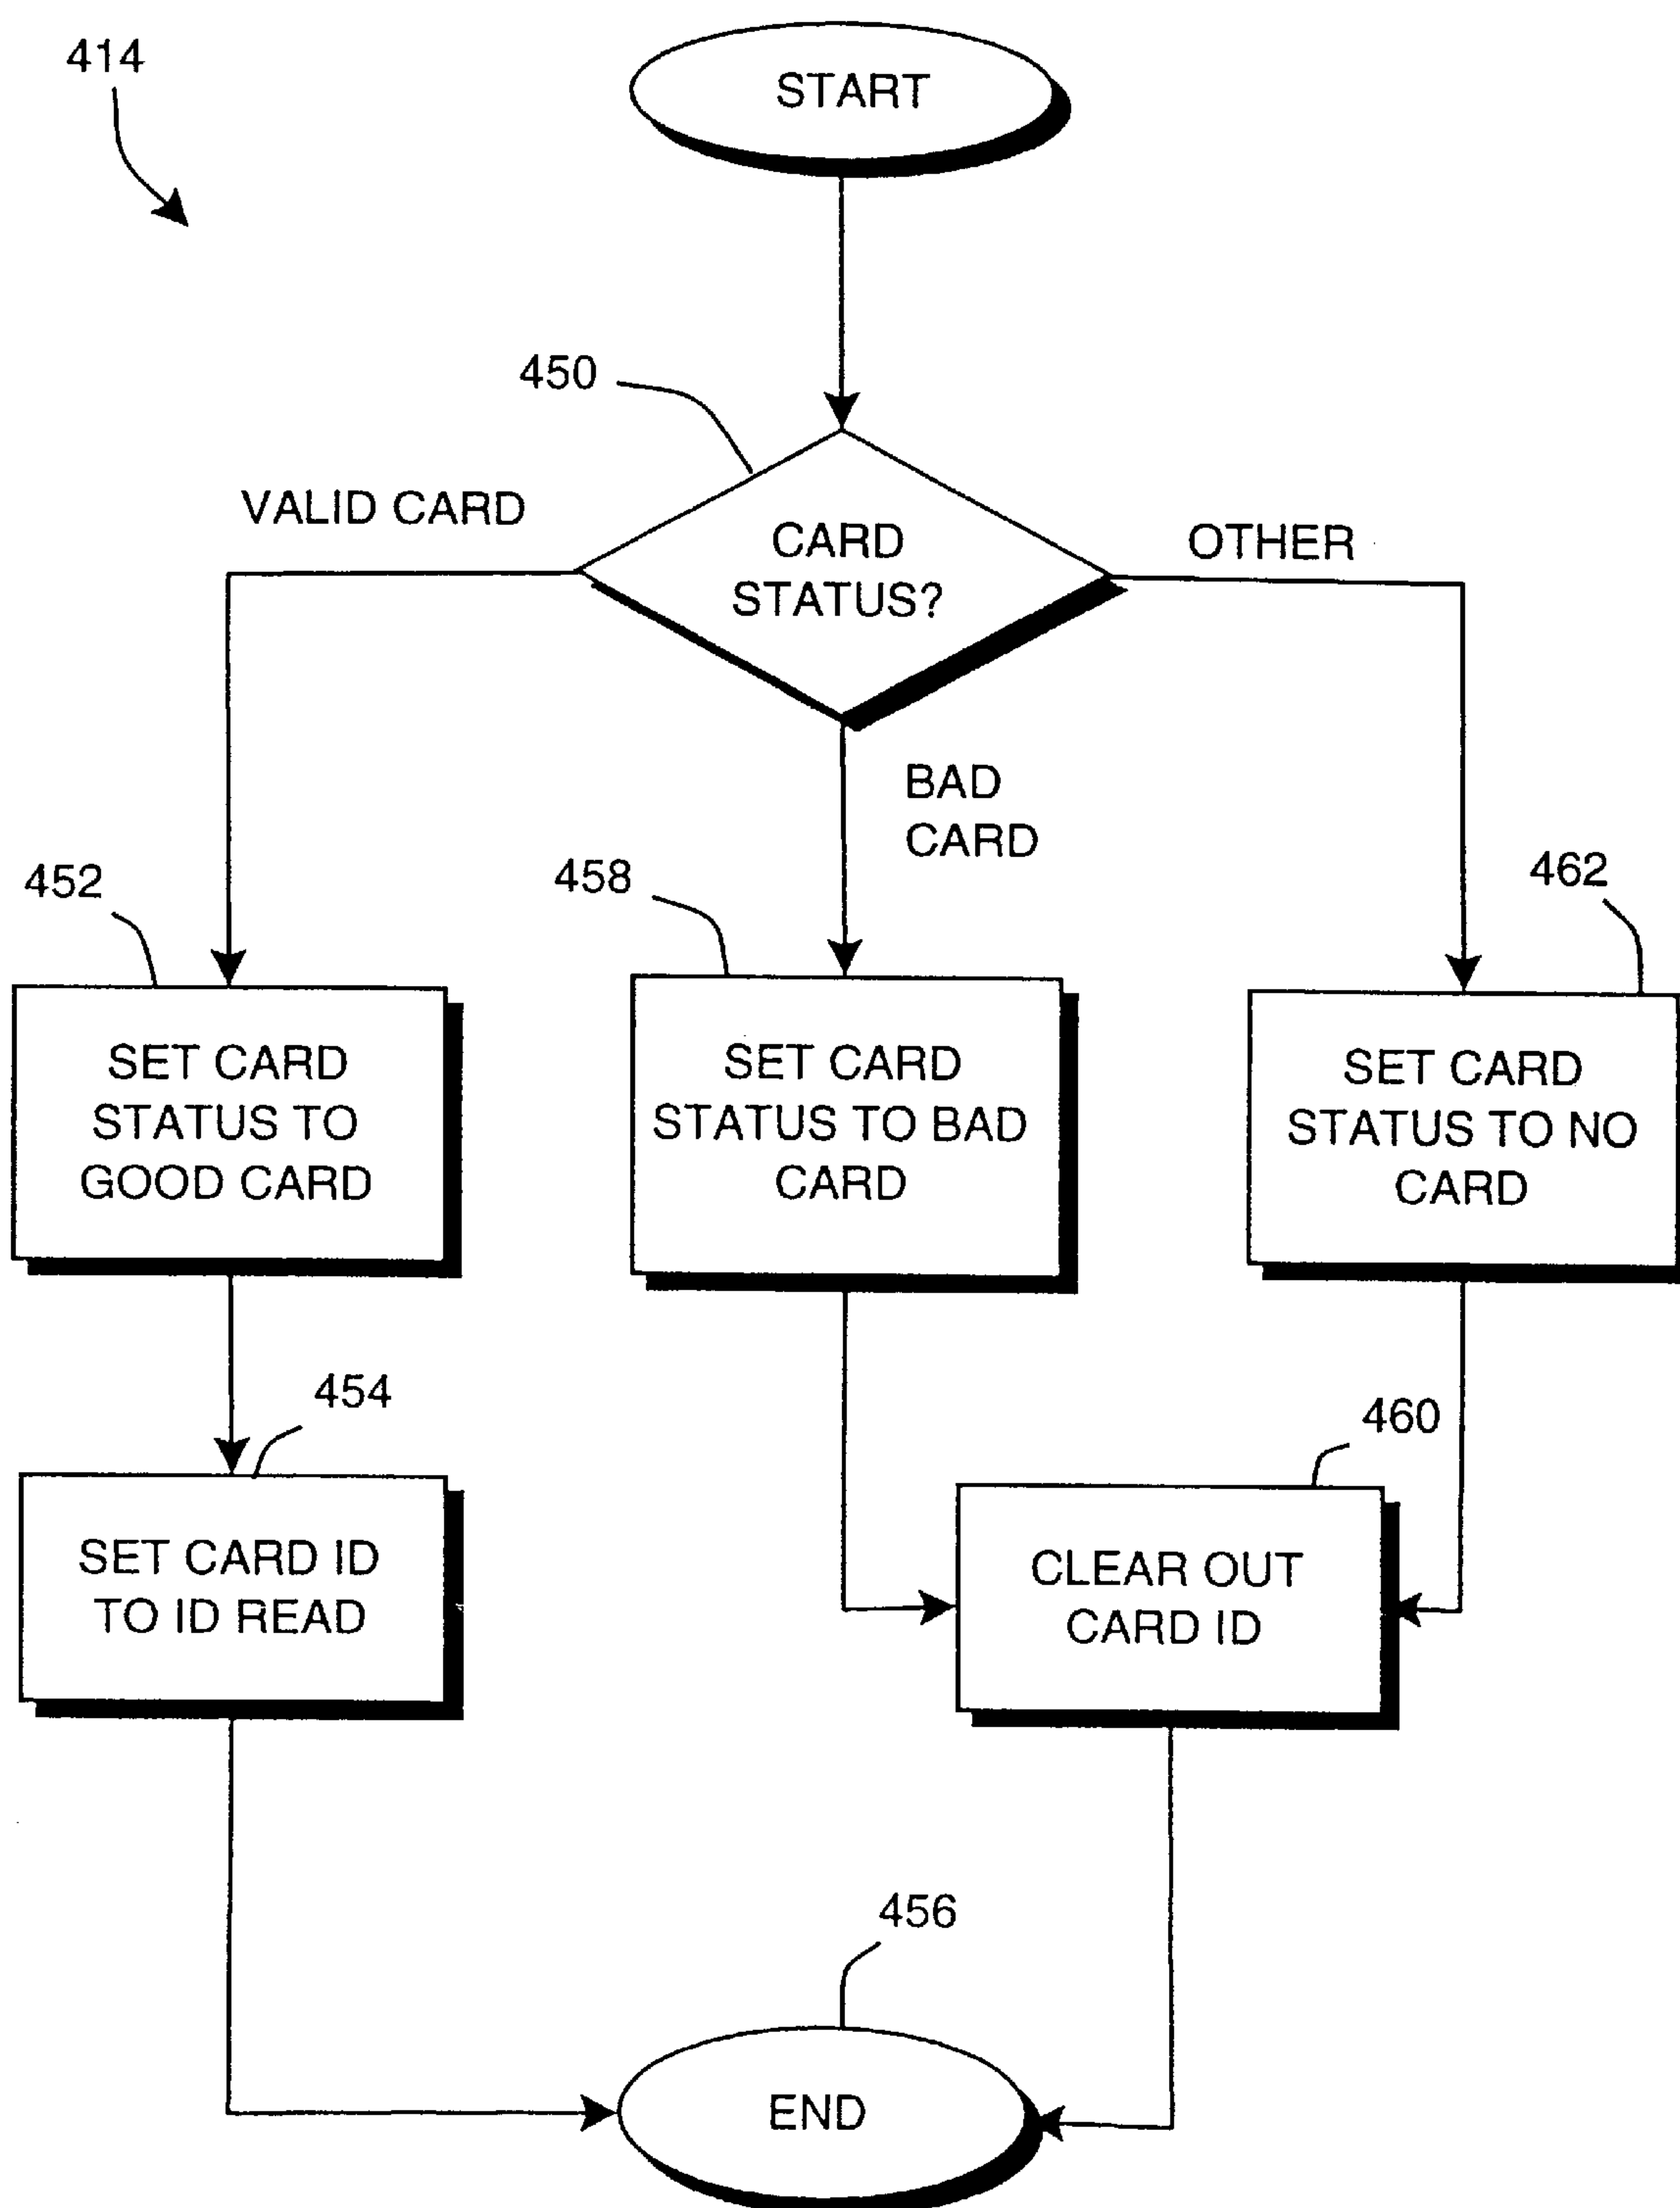 414
START
450
VALID CARD
CARD
STATUS?
OTHER
BAD
CARD
452
458
462
SET CARD
STATUS TO
GOOD CARD
SET CARD
STATUS TO BAD
CARD
SET CARD
STATUS TO NO
CARD
454
460
SET CARD ID
TO ID READ
CLEAR OUT
CARD ID
456
END